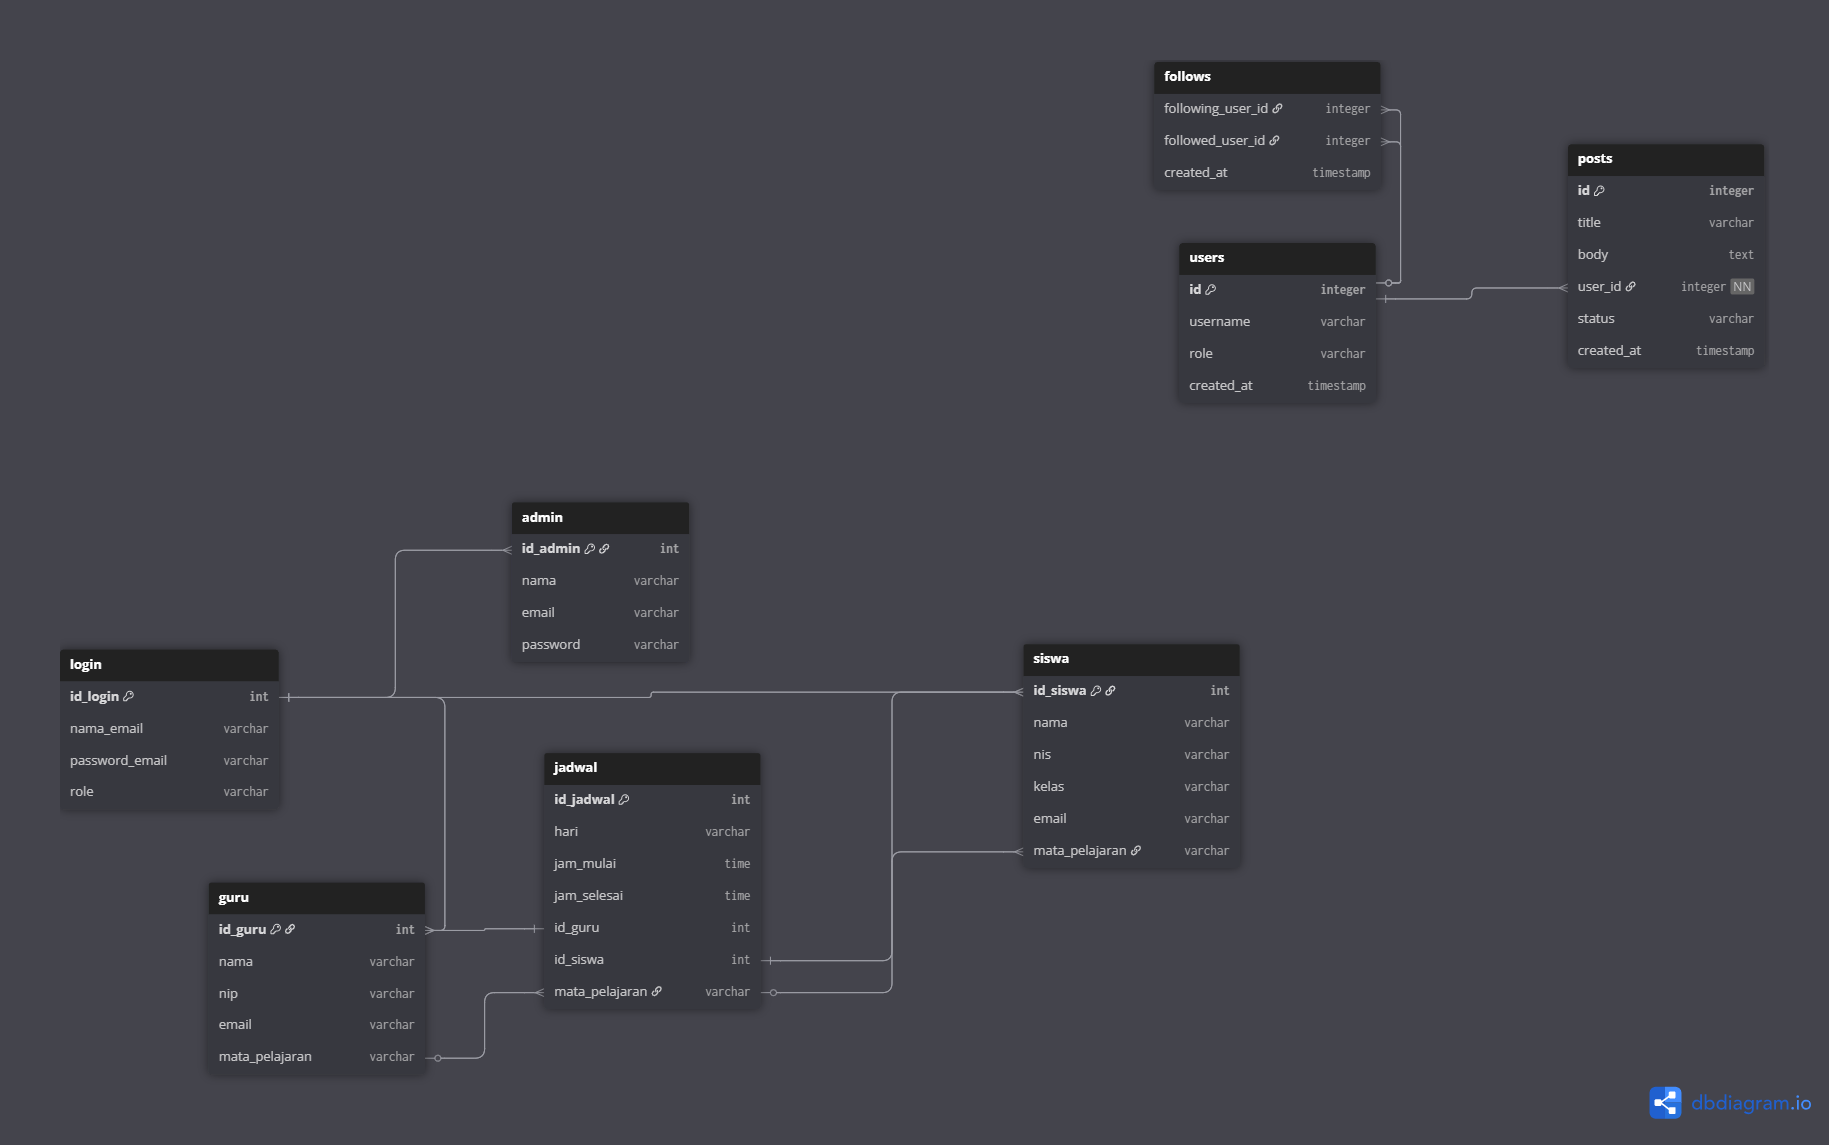 follows
following_user_id integer
followed_user_id integer
created_at timestamp
posts
id integer
title varchar
body text
user_id integer NN
status varchar
created_at timestamp
users
id integer
username varchar
role varchar
created_at timestamp
admin
id_admin int
nama varchar
email varchar
password varchar
login
id_login int
nama_email varchar
password_email varchar
role varchar
siswa
id_siswa int
nama varchar
nis varchar
kelas varchar
email varchar
mata_pelajaran varchar
jadwal
id_jadwal int
hari varchar
jam_mulai time
jam_selesai time
id_guru int
id_siswa int
mata_pelajaran varchar
guru
id_guru int
nama varchar
nip varchar
email varchar
mata_pelajaran varchar
dbdiagram.io